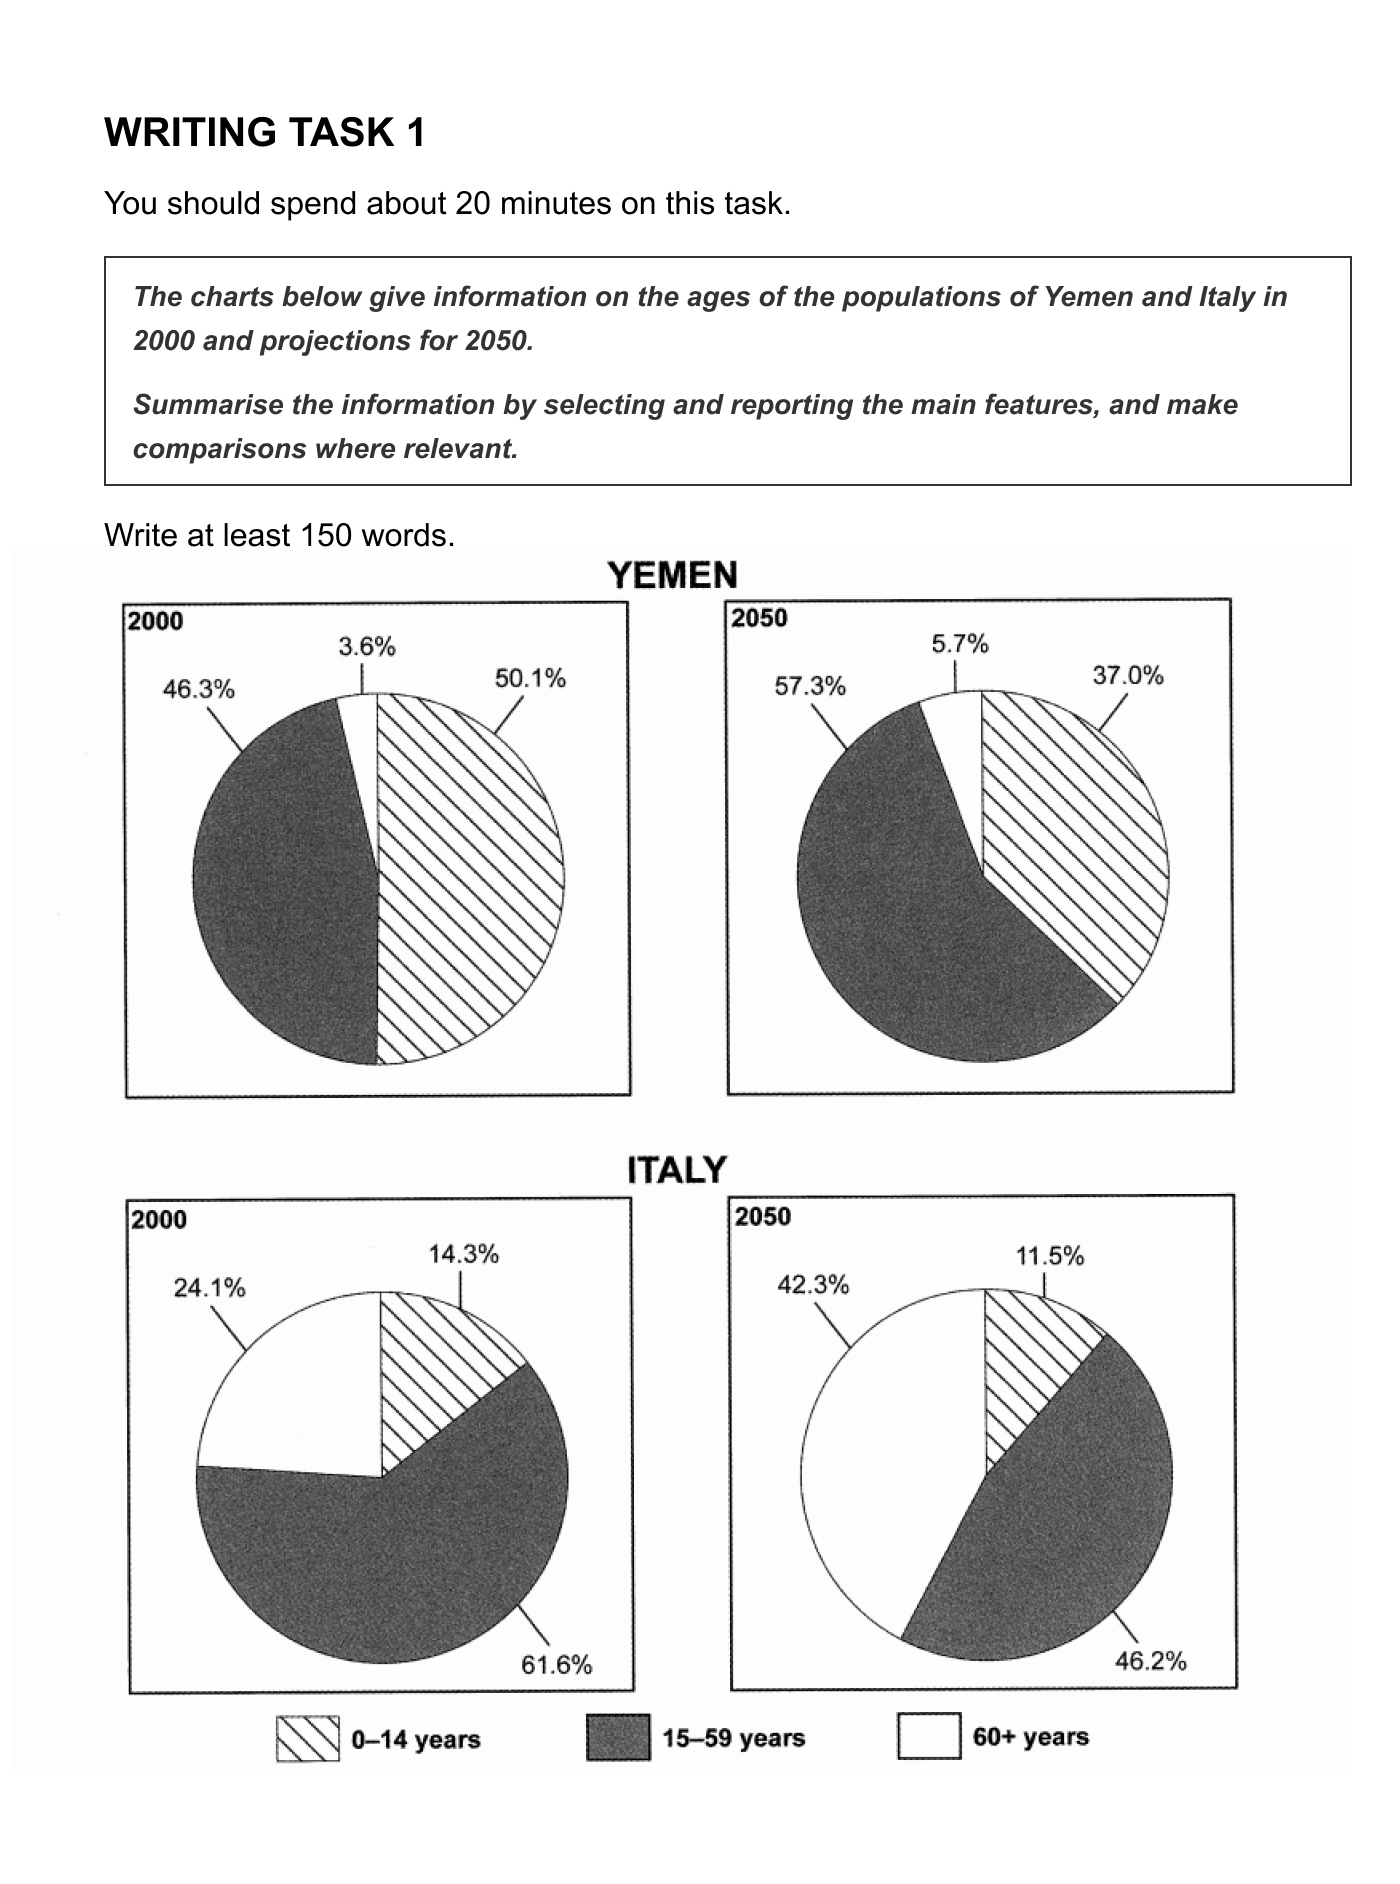 WRITING TASK 1
You should spend about 20 minutes on this task.
The charts below give information on the ages of the populations of Yemen and Italy in
2000 and projections for 2050.
Summarise the information by selecting and reporting the main features, and make
comparisons where relevant.
Write at least 150 words.
YEMEN
2000
3.6%
46.3%
50.1%
2050
5.7%
57.3%
37.0%
ITALY
2000
14.3%
24.1%
61.6%
2050
11.5%
42.3%
46.2%
0–14 years
15–59 years
60+ years